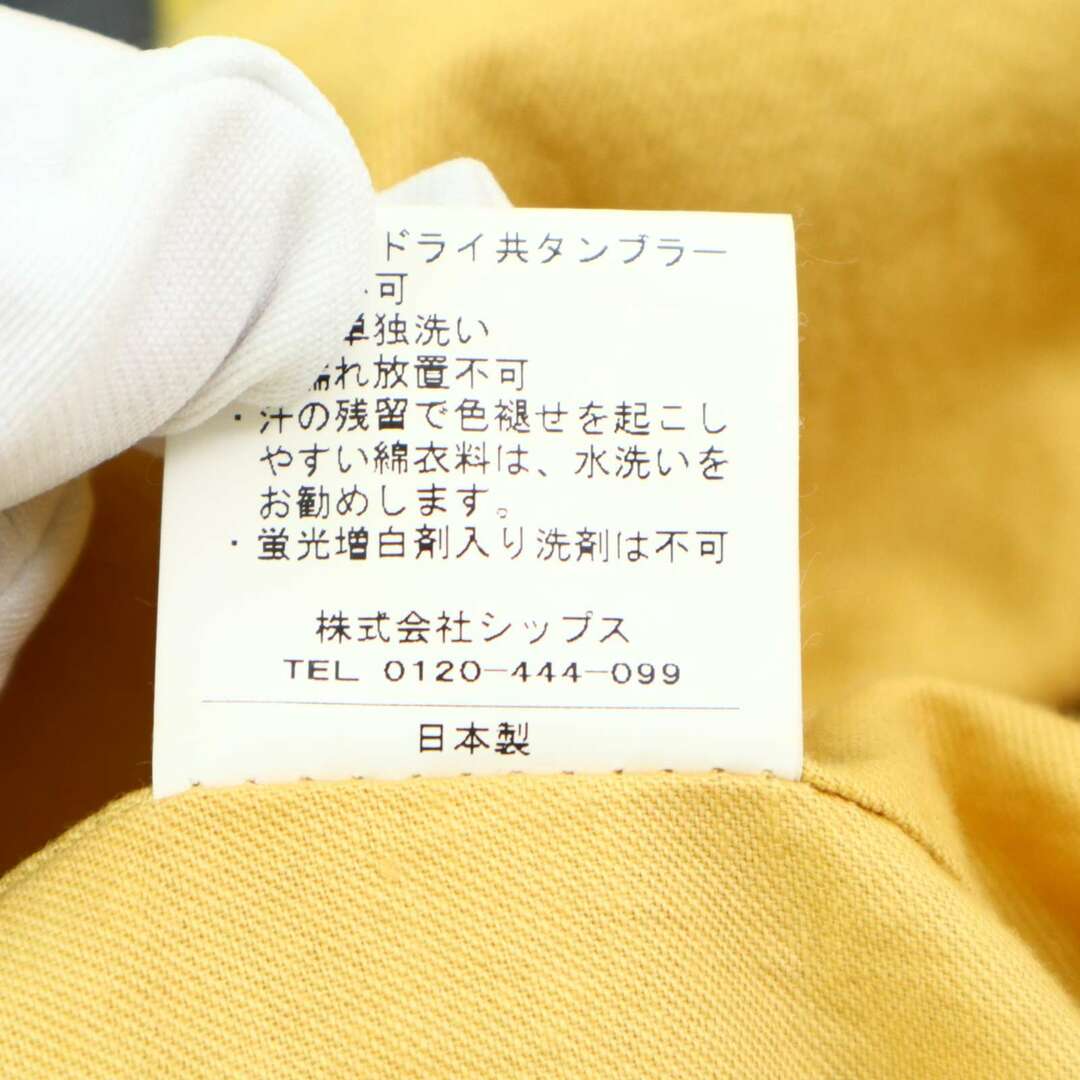 ドライ共タンブラー
可
単独洗い
濡れ放置不可
・汗の残留で色褪せを起こし
やすい綿衣料は、水洗いを
お勧めします。
・蛍光増白剤入り洗剤は不可
株式会社シップス
TEL 0120-444-099
日本製